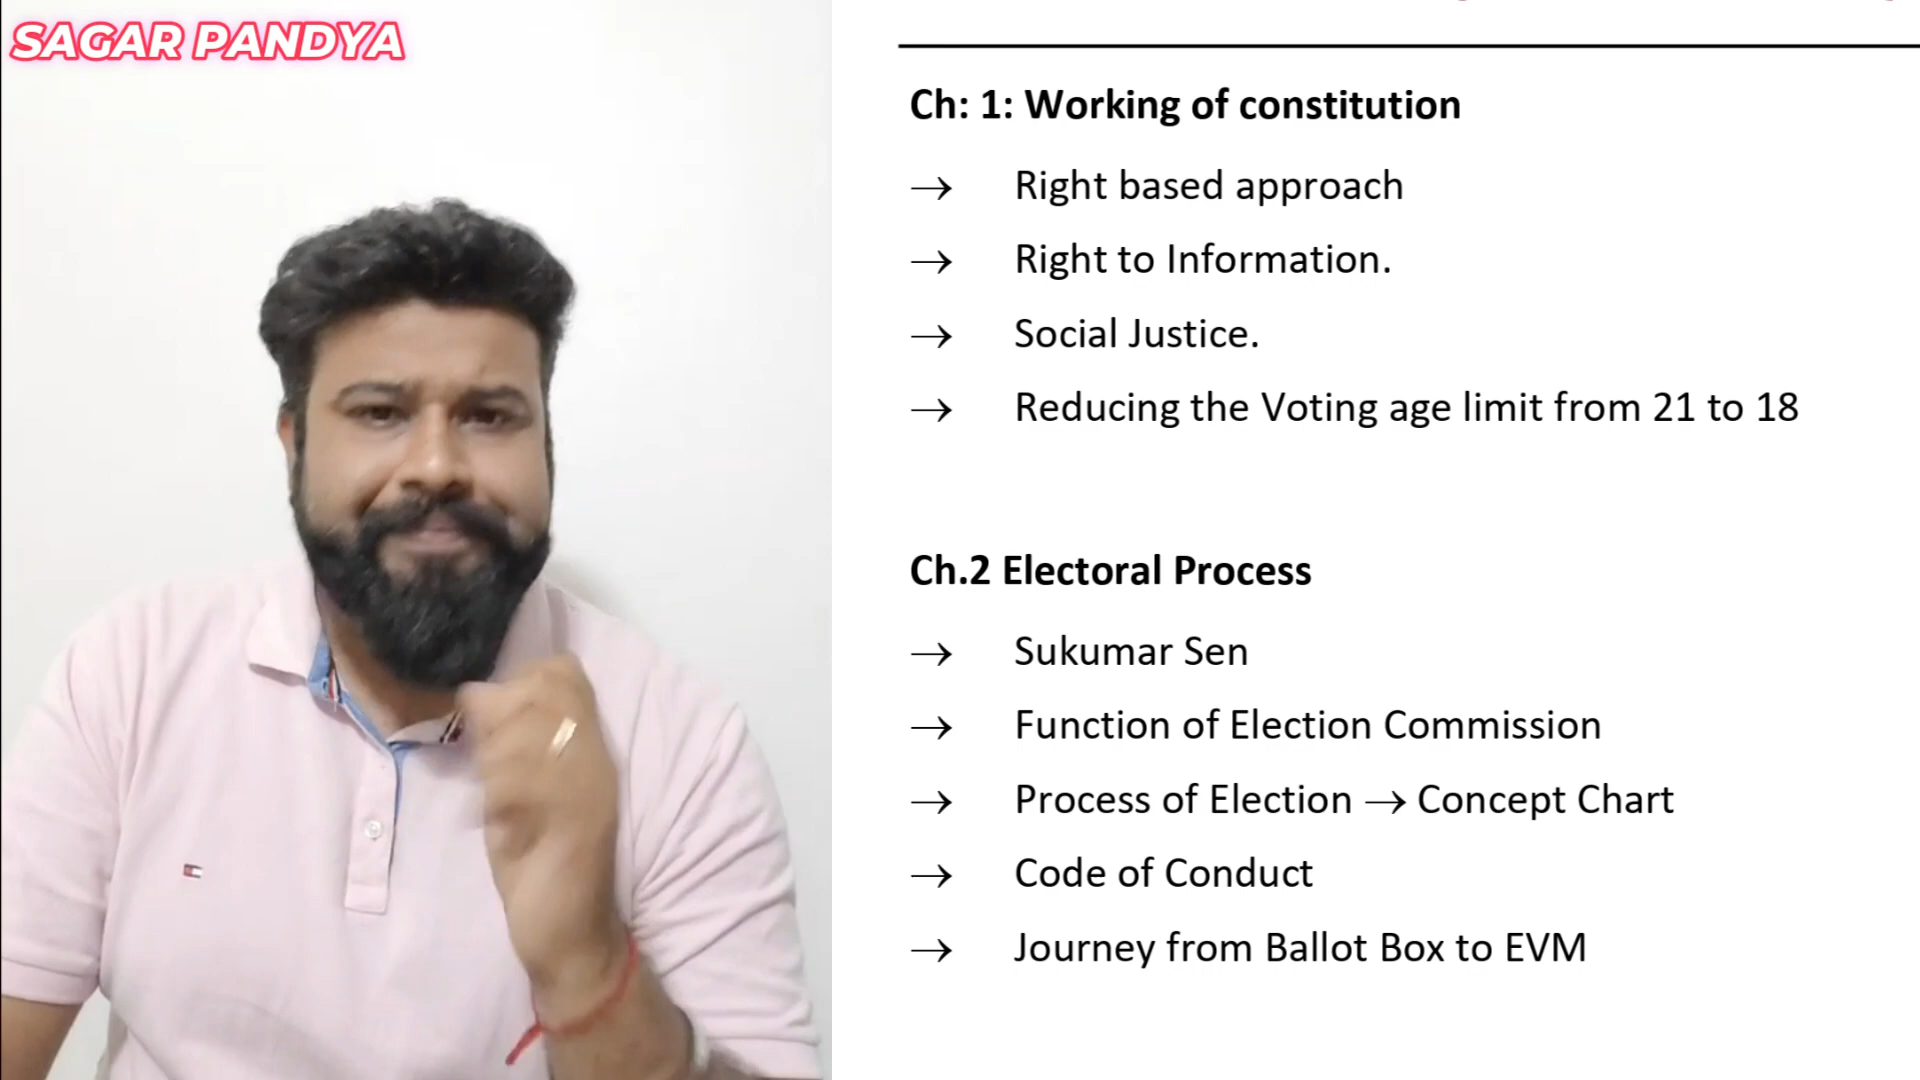 SAGAR PANDYA
Ch: 1: Working of constitution
→ Right based approach
→ Right to Information.
→ Social Justice.
→ Reducing the Voting age limit from 21 to 18
Ch.2 Electoral Process
→ Sukumar Sen
→ Function of Election Commission
→ Process of Election → Concept Chart
→ Code of Conduct
→ Journey from Ballot Box to EVM